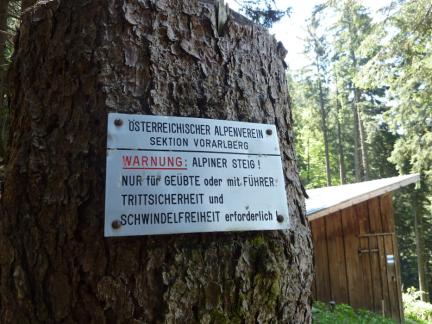 ÖSTERREICHISCHER ALPENVEREIN
SEKTION VORARLBERG
WARNUNG: ALPINER STEIG!
NUR für GEÜBTE oder mit FÜHRER
TRITTSICHERHEIT und
SCHWINDELFREIHEIT erforderlich!